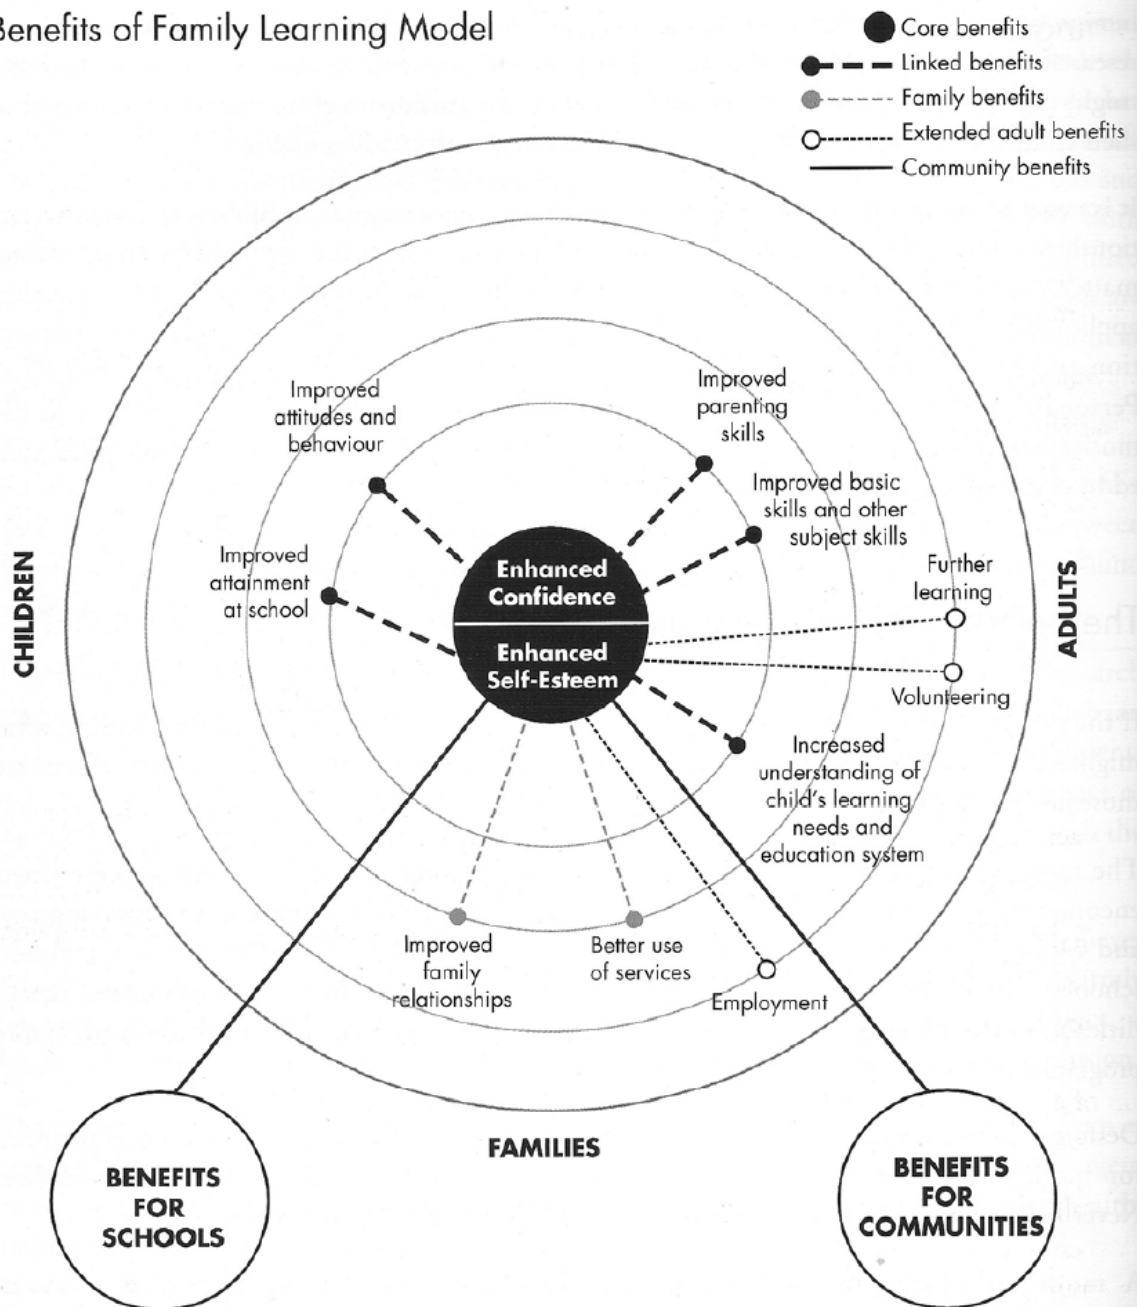 Benefits of Family Learning Model
Core benefits
Linked benefits
Family benefits
Extended adult benefits
Community benefits
Improved
attitudes and
behaviour
Improved
parenting
skills
Improved basic
skills and other
subject skills
Improved
attainment
at school
Enhanced
Confidence
Enhanced
Self-Esteem
Further
learning
Volunteering
CHILDREN
ADULTS
Increased
understanding of
child's learning
needs and
education system
Improved
family
relationships
Better use
of services
Employment
FAMILIES
BENEFITS
FOR
SCHOOLS
BENEFITS
FOR
COMMUNITIES